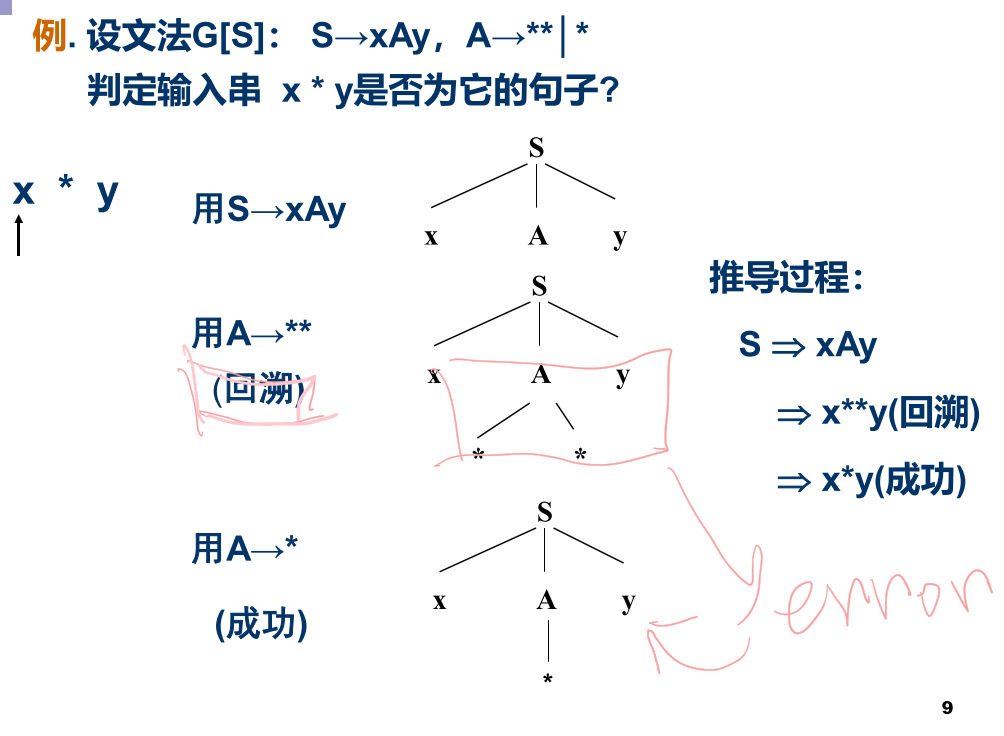 例. 设文法G[S]： S→xAy，A→**│*
判定输入串 x * y是否为它的句子?
x * y
用S→xAy
S
x A y
用A→**
(回溯)
S
x A y
* *
用A→*
(成功)
S
x A y
*
推导过程：
S ⇒ xAy
⇒ x**y(回溯)
⇒ x*y(成功)
error
9